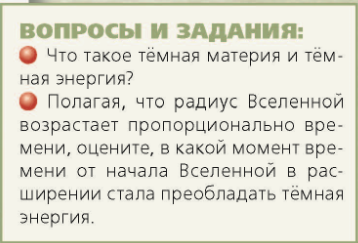 ВОПРОСЫ И ЗАДАНИЯ:
Что такое тёмная материя и тём-
ная энергия?
Полагая, что радиус Вселенной
возрастает пропорционально вре-
мени, оцените, в какой момент вре-
мени от начала Вселенной в рас-
ширении стала преобладать тёмная
энергия.